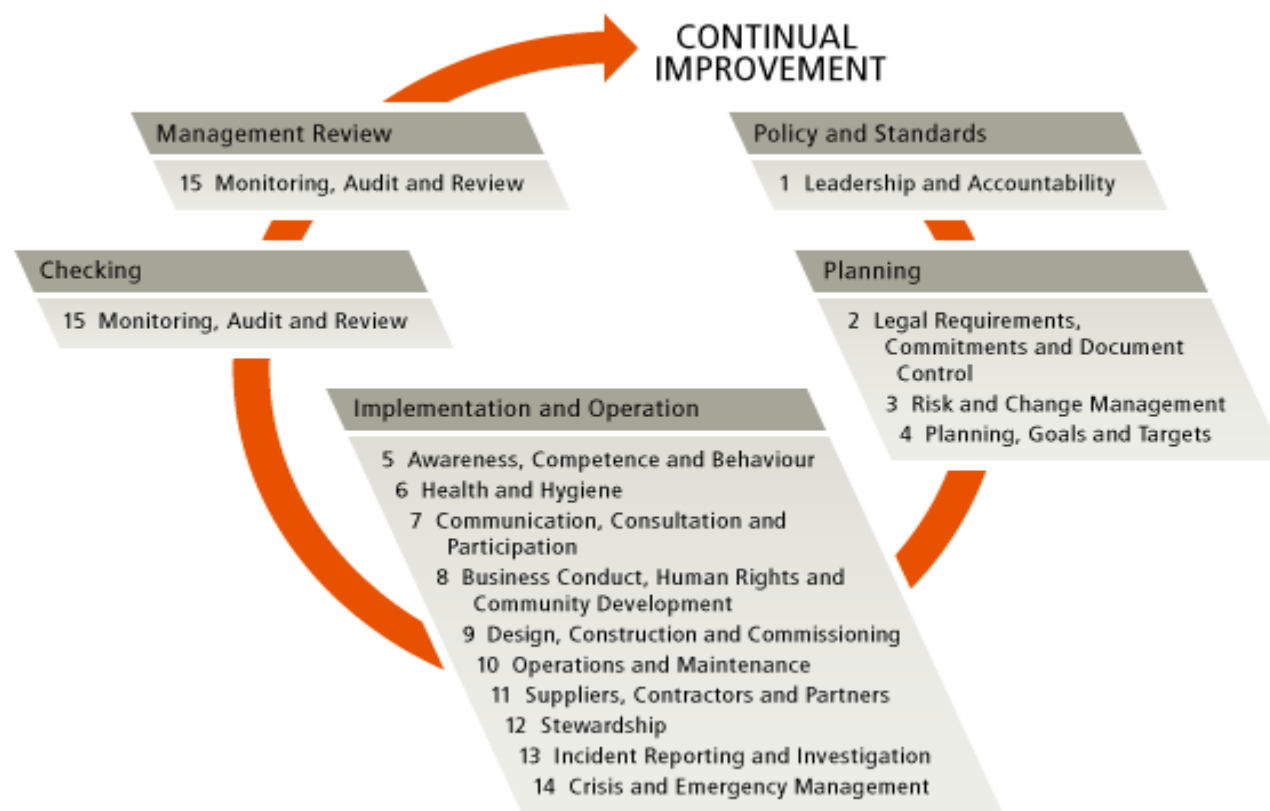 CONTINUAL
IMPROVEMENT
Management Review
15 Monitoring, Audit and Review
Policy and Standards
1 Leadership and Accountability
Checking
15 Monitoring, Audit and Review
Planning
2 Legal Requirements,
Commitments and Document
Control
3 Risk and Change Management
4 Planning, Goals and Targets
Implementation and Operation
5 Awareness, Competence and Behaviour
6 Health and Hygiene
7 Communication, Consultation and
Participation
8 Business Conduct, Human Rights and
Community Development
9 Design, Construction and Commissioning
10 Operations and Maintenance
11 Suppliers, Contractors and Partners
12 Stewardship
13 Incident Reporting and Investigation
14 Crisis and Emergency Management